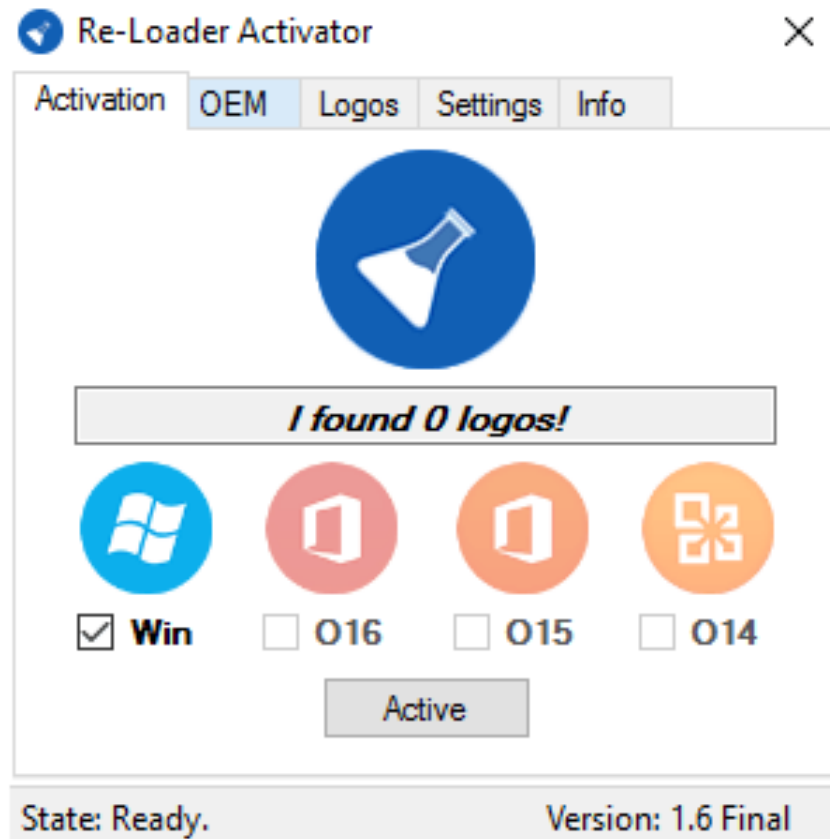 Re-Loader Activator
Activation OEM Logos Settings Info
I found 0 logos!
Win O16 O15 O14
Active
State: Ready. Version: 1.6 Final